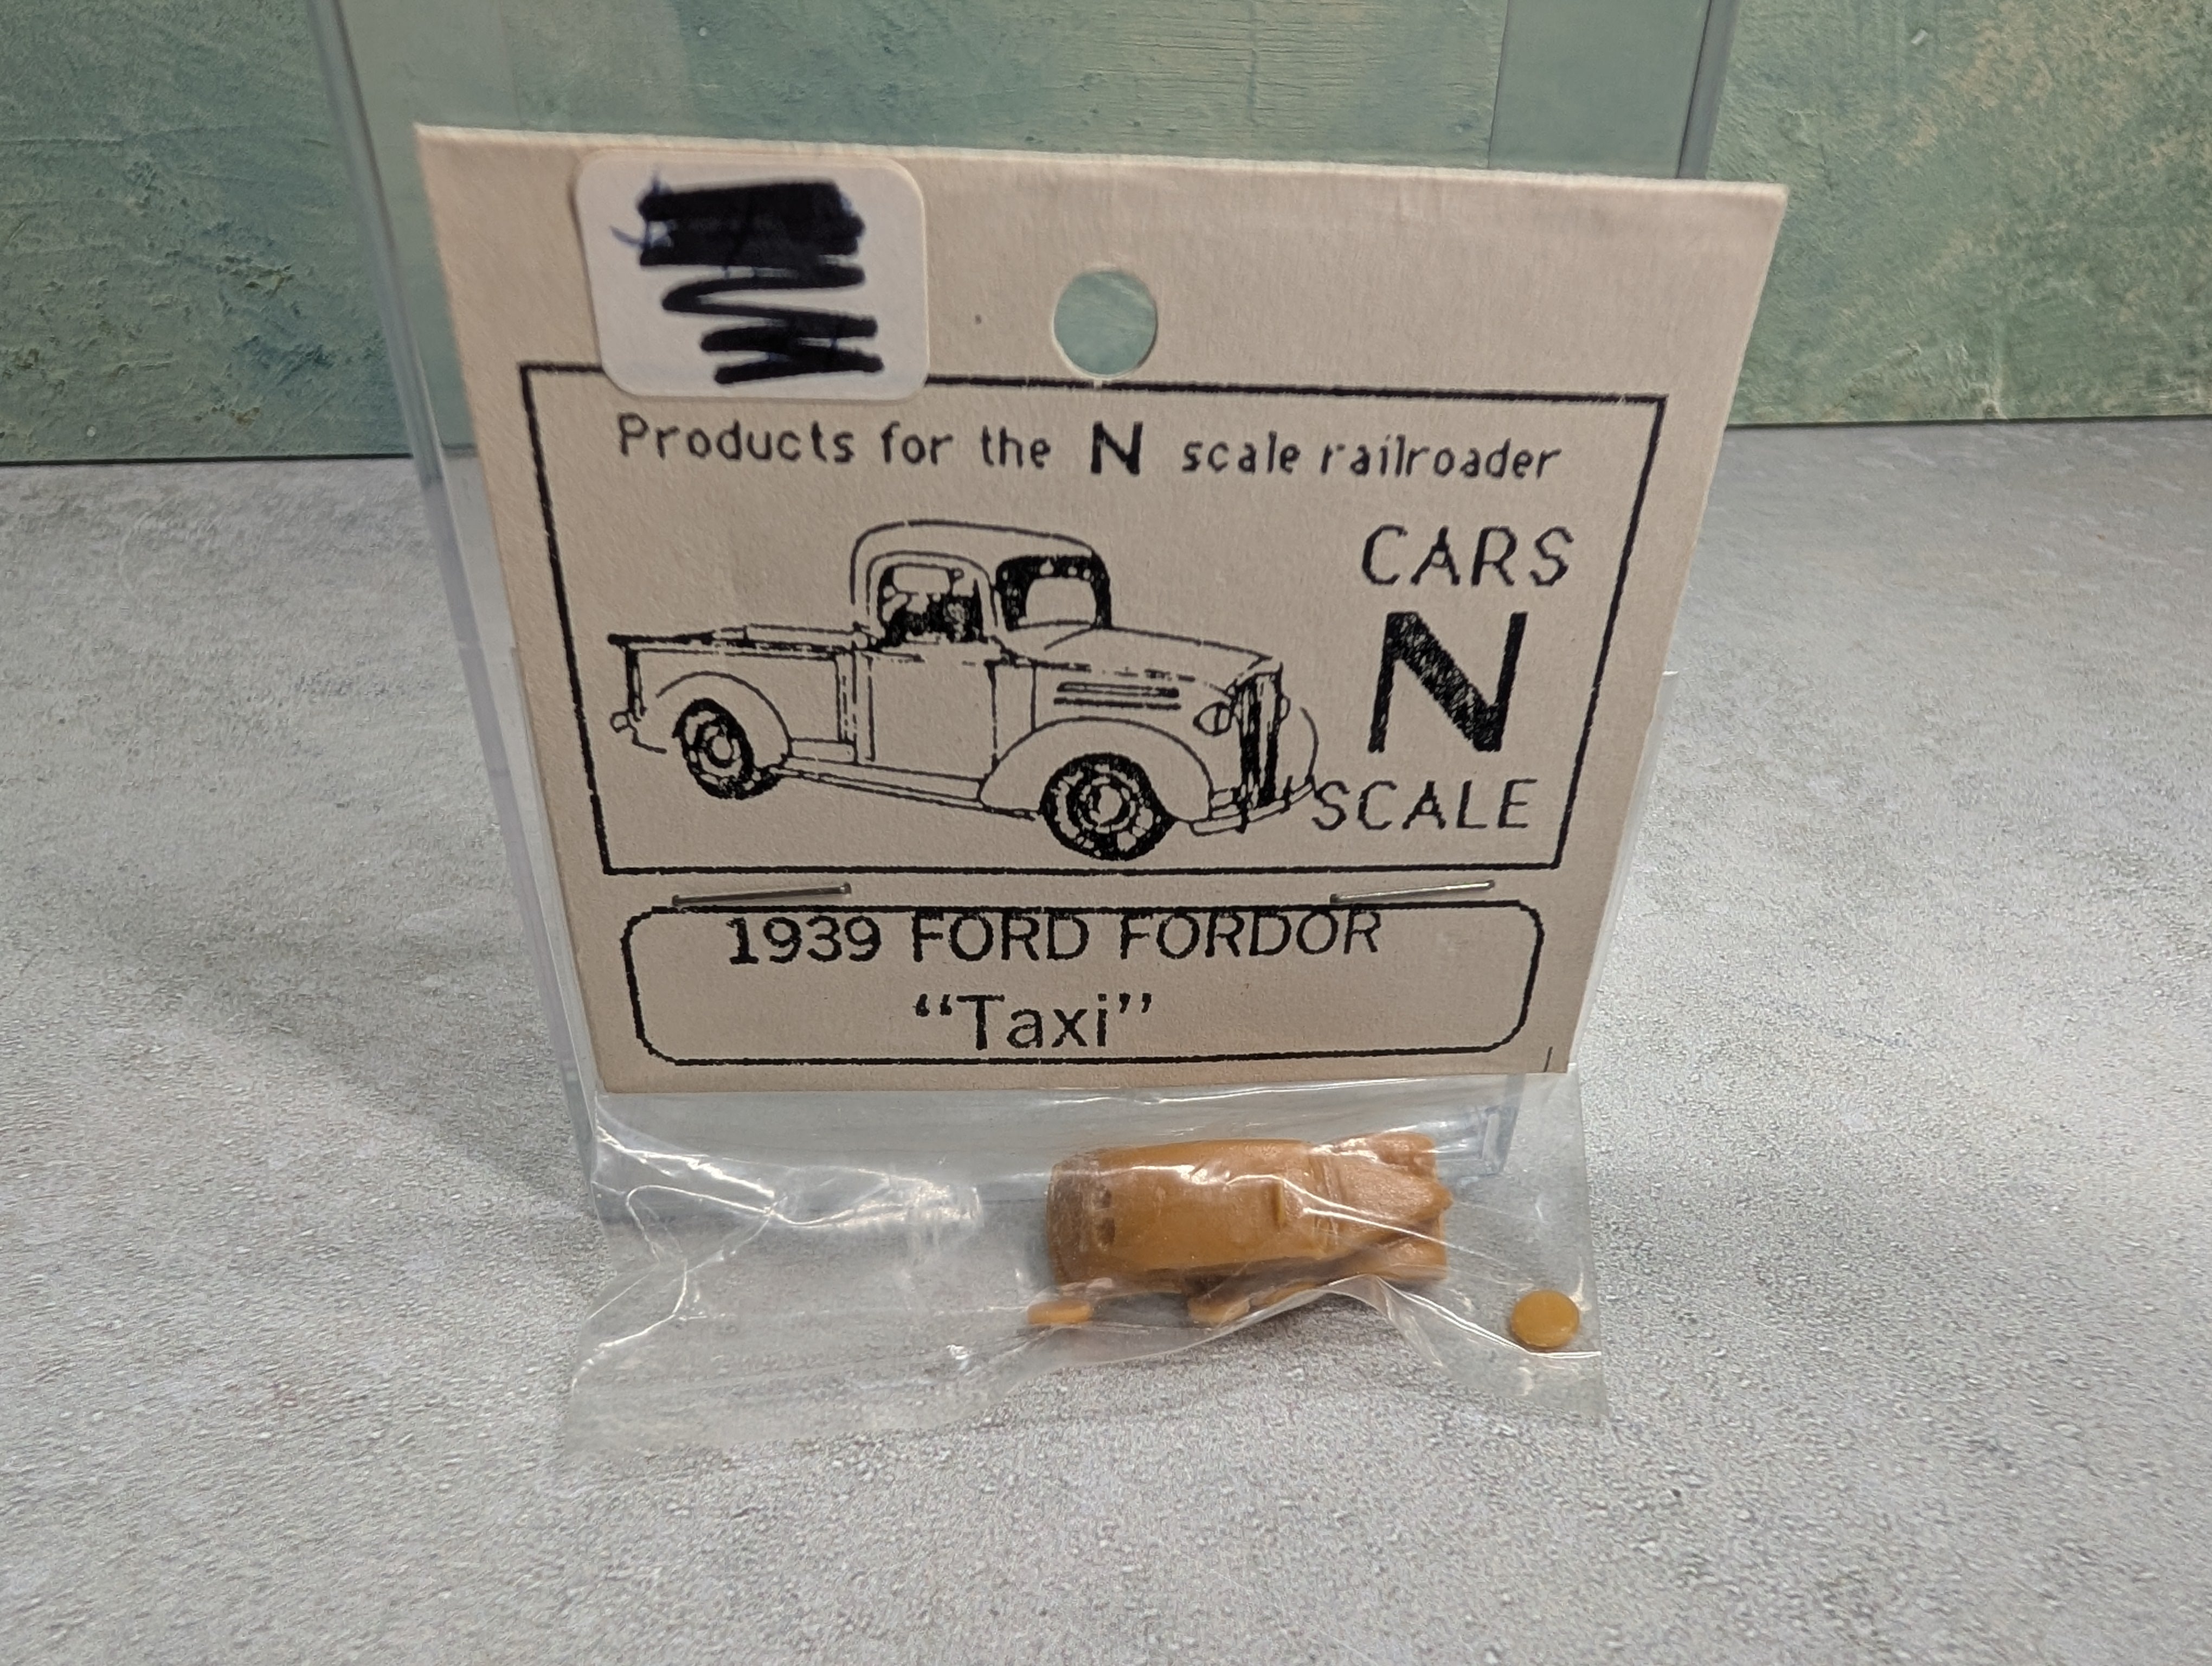 Products for the N scale railroader
CARS
N
SCALE
1939 FORD FORDOR
“Taxi”